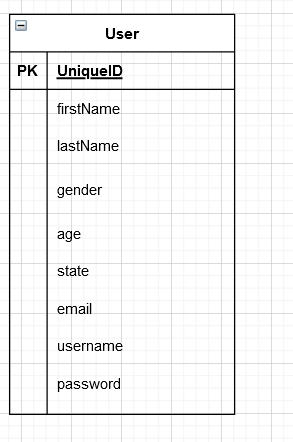 User
PK UniqueID
firstName
lastName
gender
age
state
email
username
password